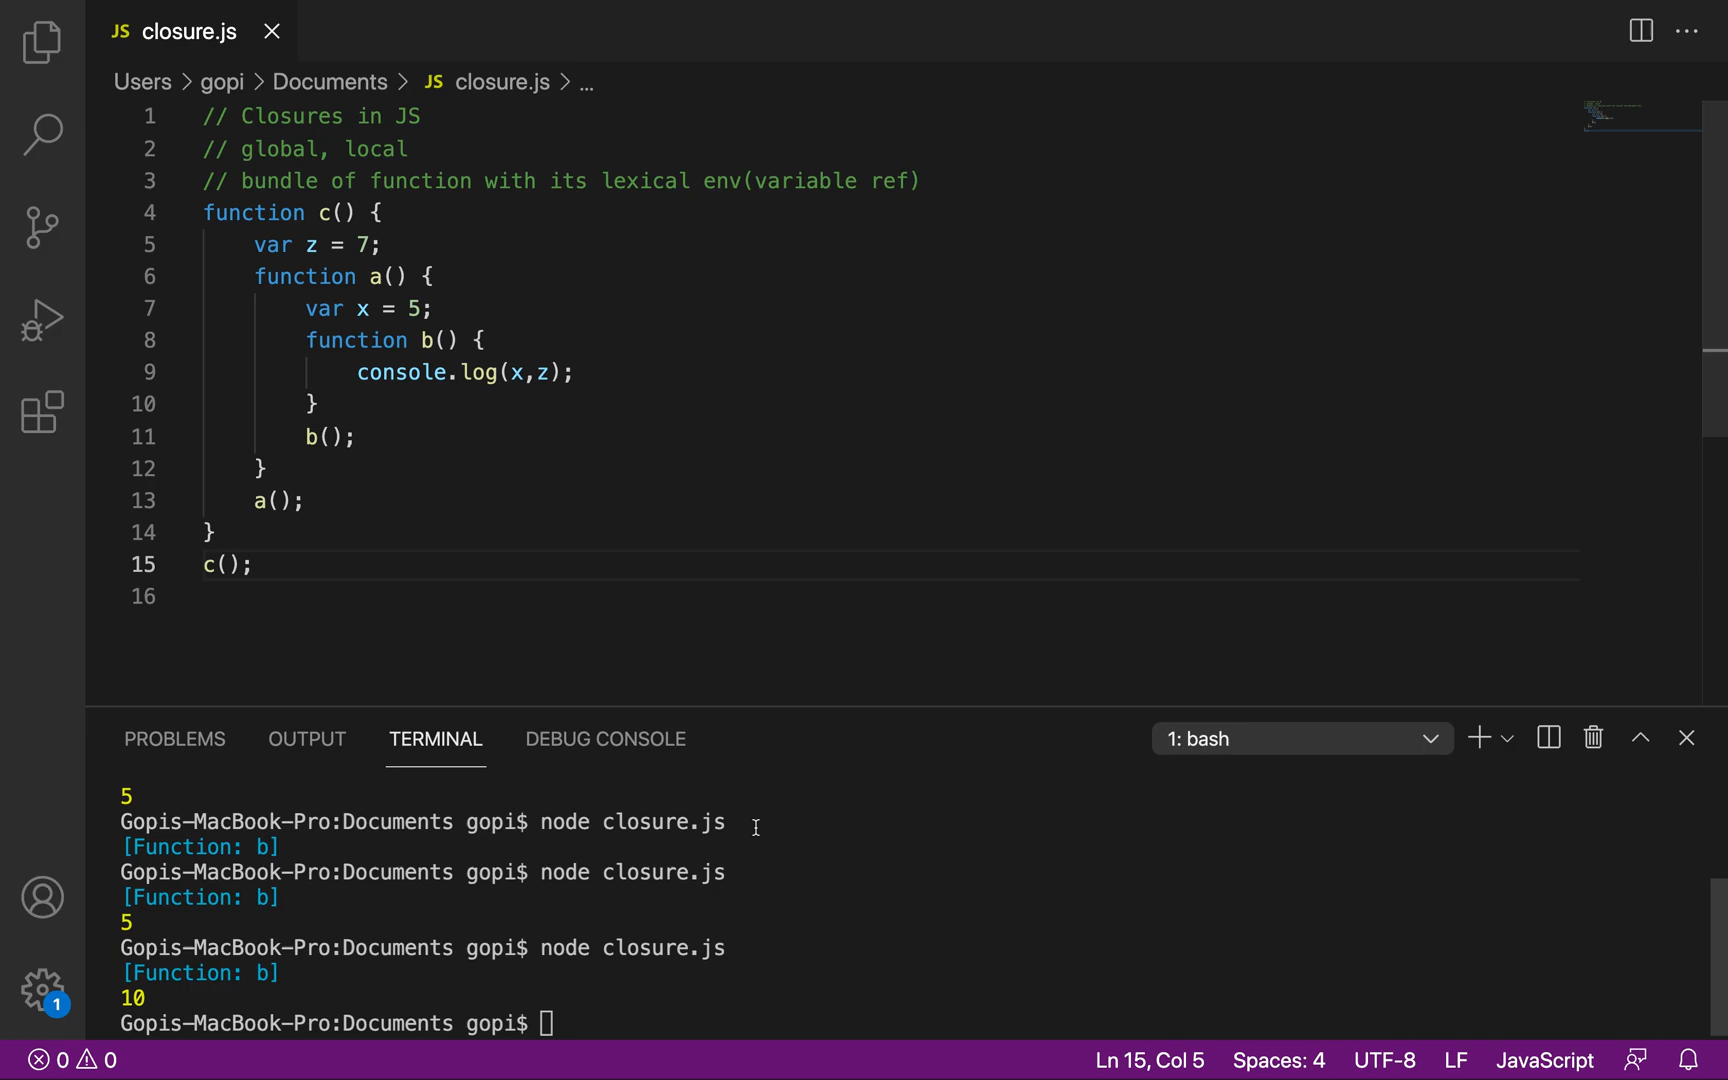 JS closure.js
Users > gopi > Documents > JS closure.js > ...
1 // Closures in JS
2 // global, local
3 // bundle of function with its lexical env(variable ref)
4 function c() {
5 var z = 7;
6 function a() {
7 var x = 5;
8 function b() {
9 console.log(x,z);
10 }
11 b();
12 }
13 a();
14 }
15 c();
16
PROBLEMS OUTPUT TERMINAL DEBUG CONSOLE 1: bash
5
Gopis-MacBook-Pro:Documents gopi$ node closure.js
[Function: b]
Gopis-MacBook-Pro:Documents gopi$ node closure.js
[Function: b]
5
Gopis-MacBook-Pro:Documents gopi$ node closure.js
[Function: b]
10
Gopis-MacBook-Pro:Documents gopi$
1
0 0 Ln 15, Col 5 Spaces: 4 UTF-8 LF JavaScript